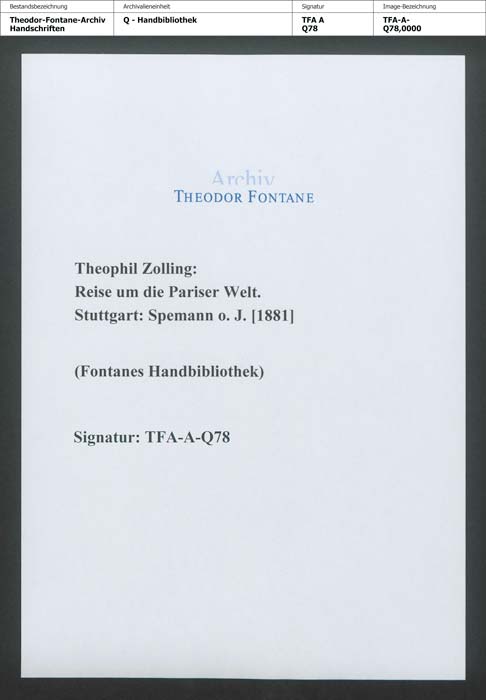 Bestandsbezeichnung Archivalieneinheit Signatur Image-Bezeichnung
Theodor-Fontane-Archiv Q - Handbibliothek TFA A TFA-A-
Handschriften Q78 Q78,0000
Archiv
THEODOR FONTANE
Theophil Zolling:
Reise um die Pariser Welt.
Stuttgart: Spemann o. J. [1881]
(Fontanes Handbibliothek)
Signatur: TFA-A-Q78